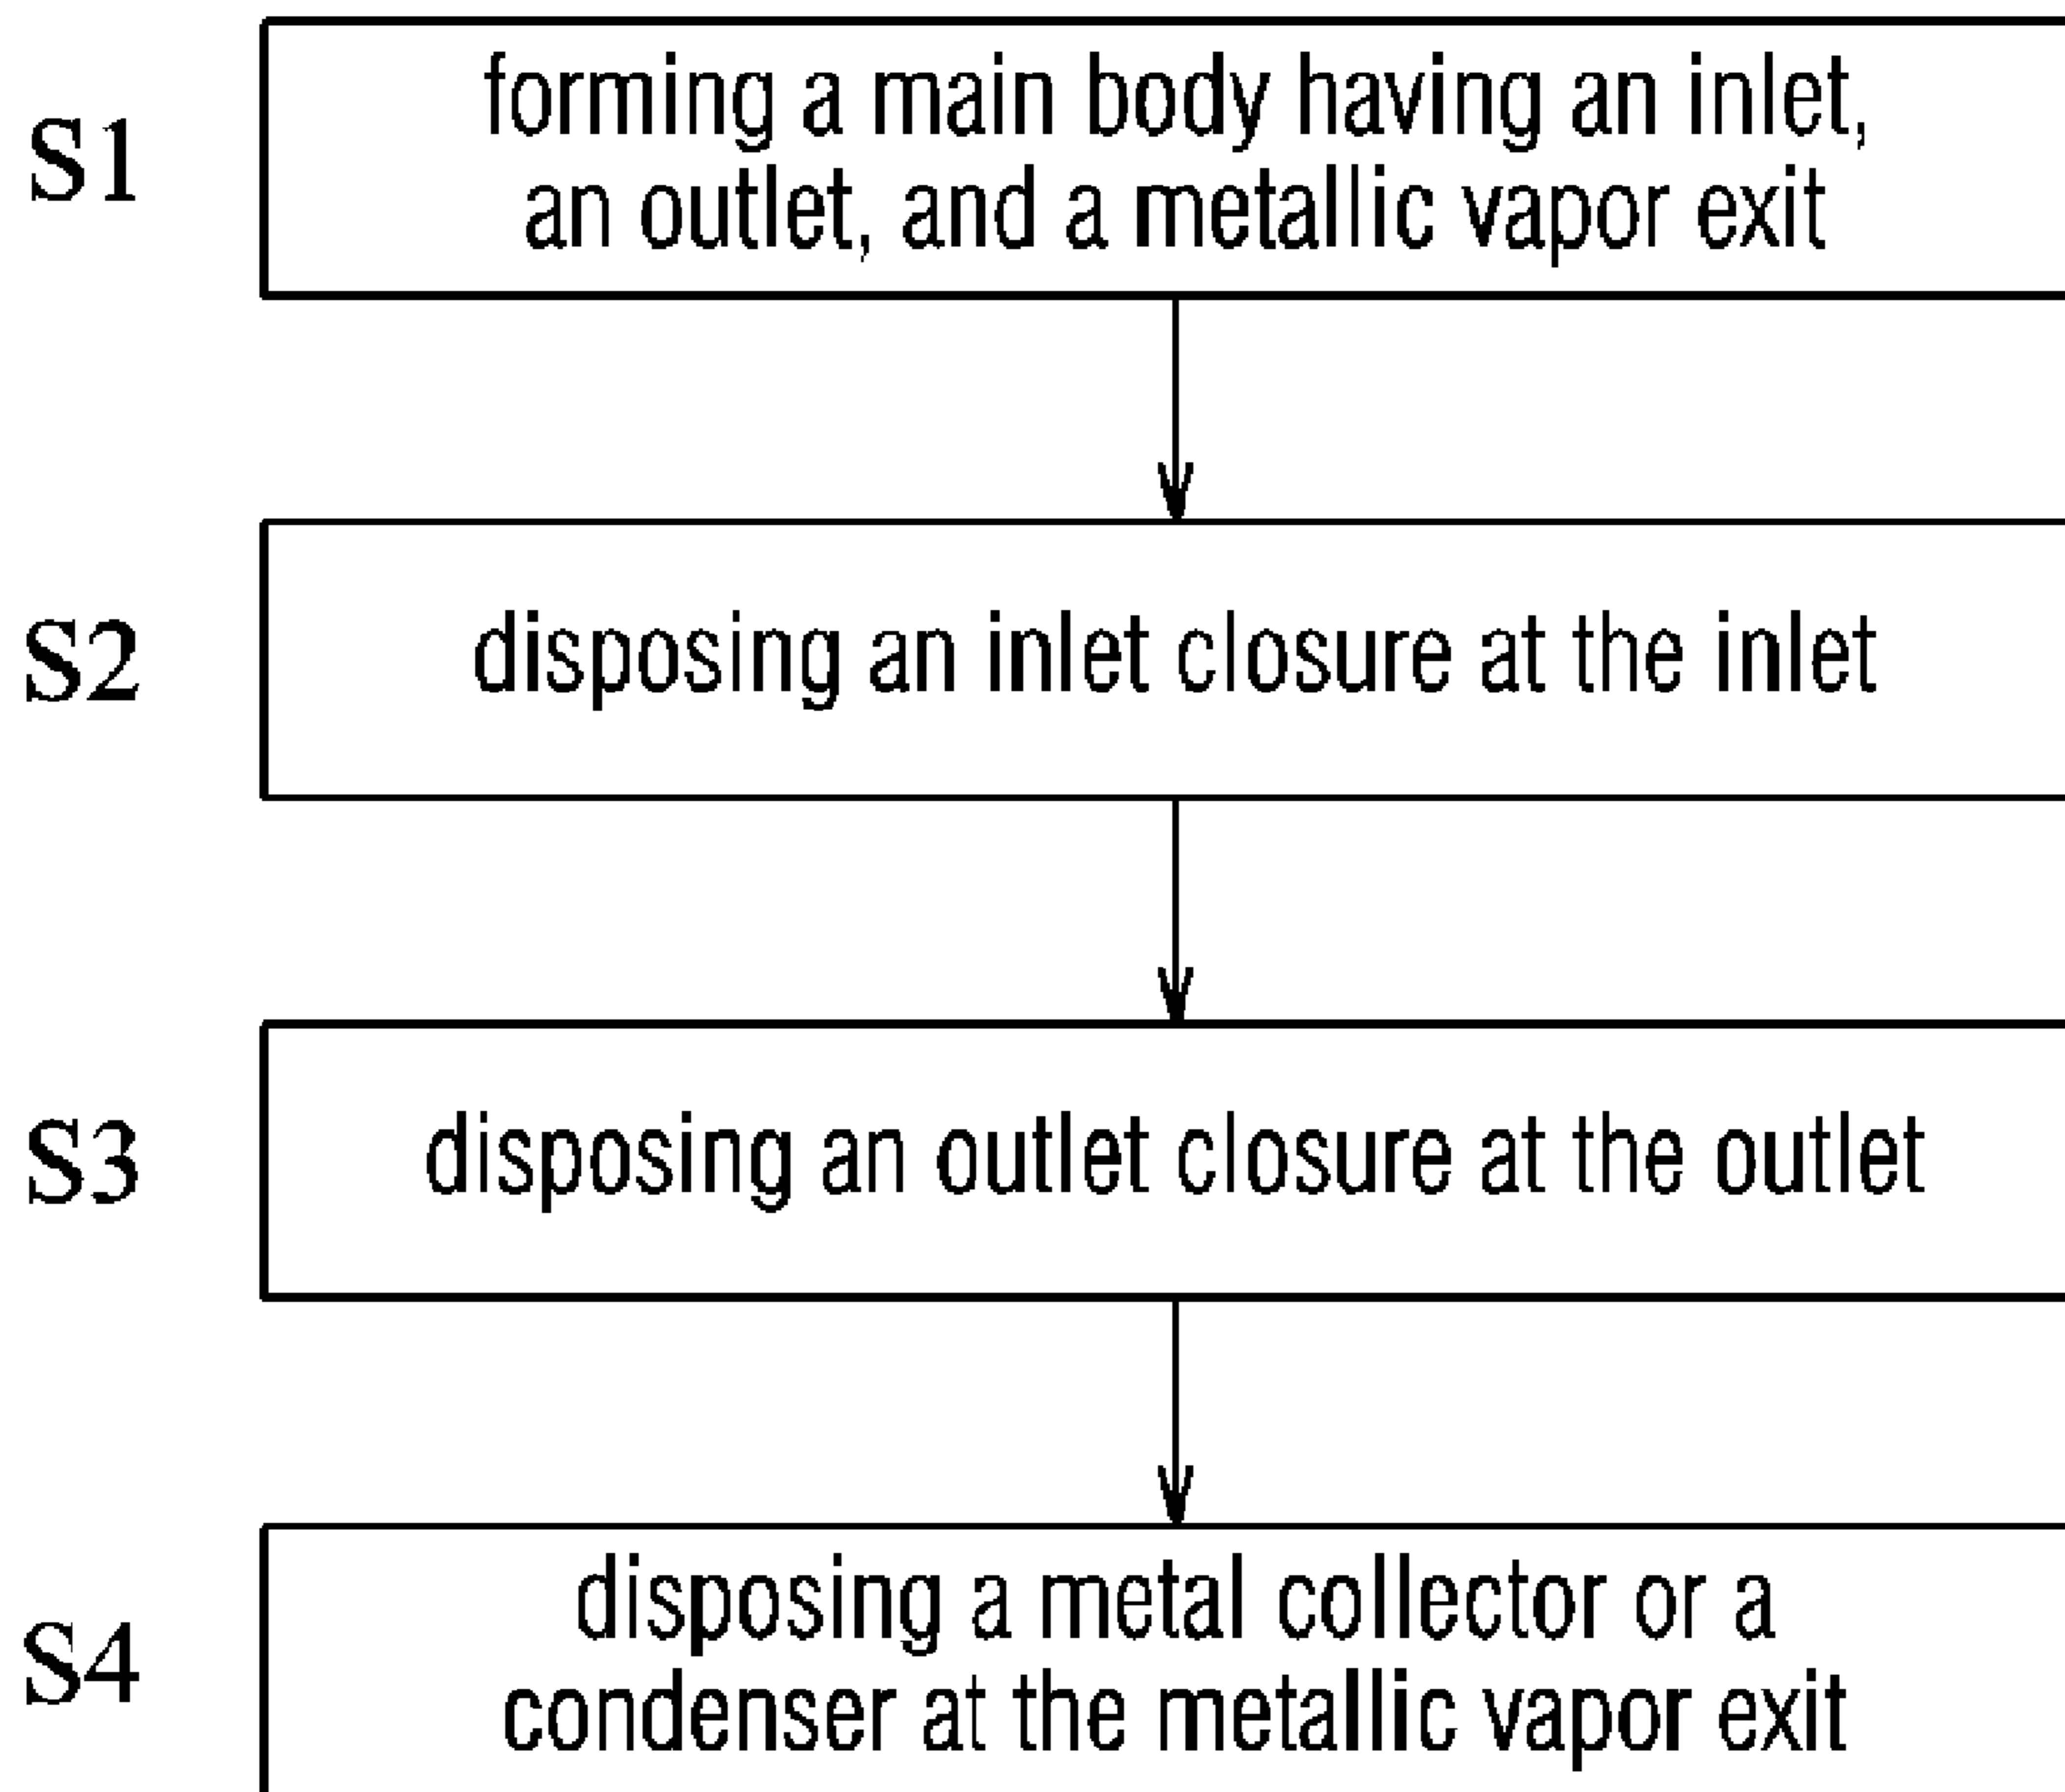 S1
forming a main body having an inlet,
an outlet, and a metallic vapor exit
S2
disposing an inlet closure at the inlet
S3
disposing an outlet closure at the outlet
S4
disposing a metal collector or a
condenser at the metallic vapor exit